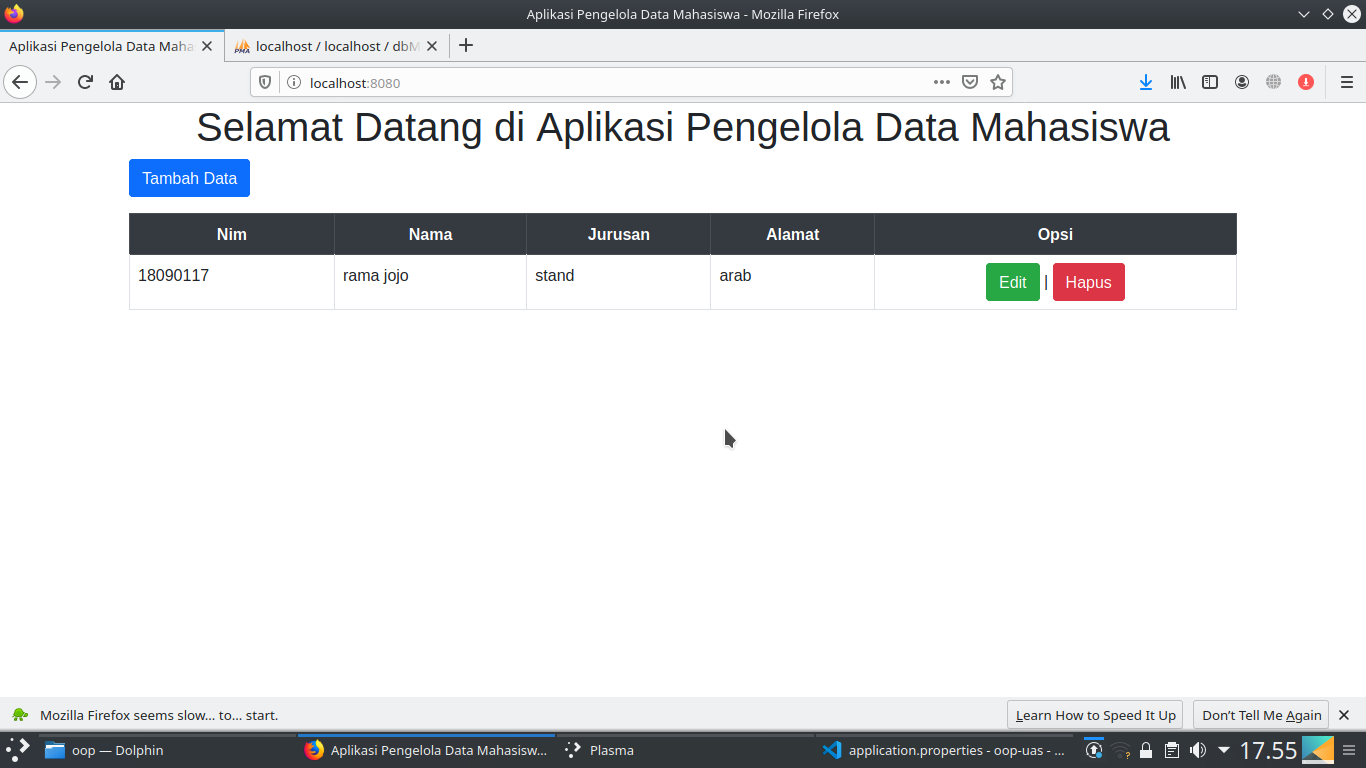 Aplikasi Pengelola Data Mahasiswa - Mozilla Firefox
Aplikasi Pengelola Data Maha
PMA localhost / localhost / dbM
localhost:8080
Selamat Datang di Aplikasi Pengelola Data Mahasiswa
Tambah Data
Nim Nama Jurusan Alamat Opsi
18090117 rama jojo stand arab Edit | Hapus
Mozilla Firefox seems slow... to... start. Learn How to Speed It Up Don't Tell Me Again
oop — Dolphin Aplikasi Pengelola Data Mahasisw... Plasma application.properties - oop-uas - ... 17.55